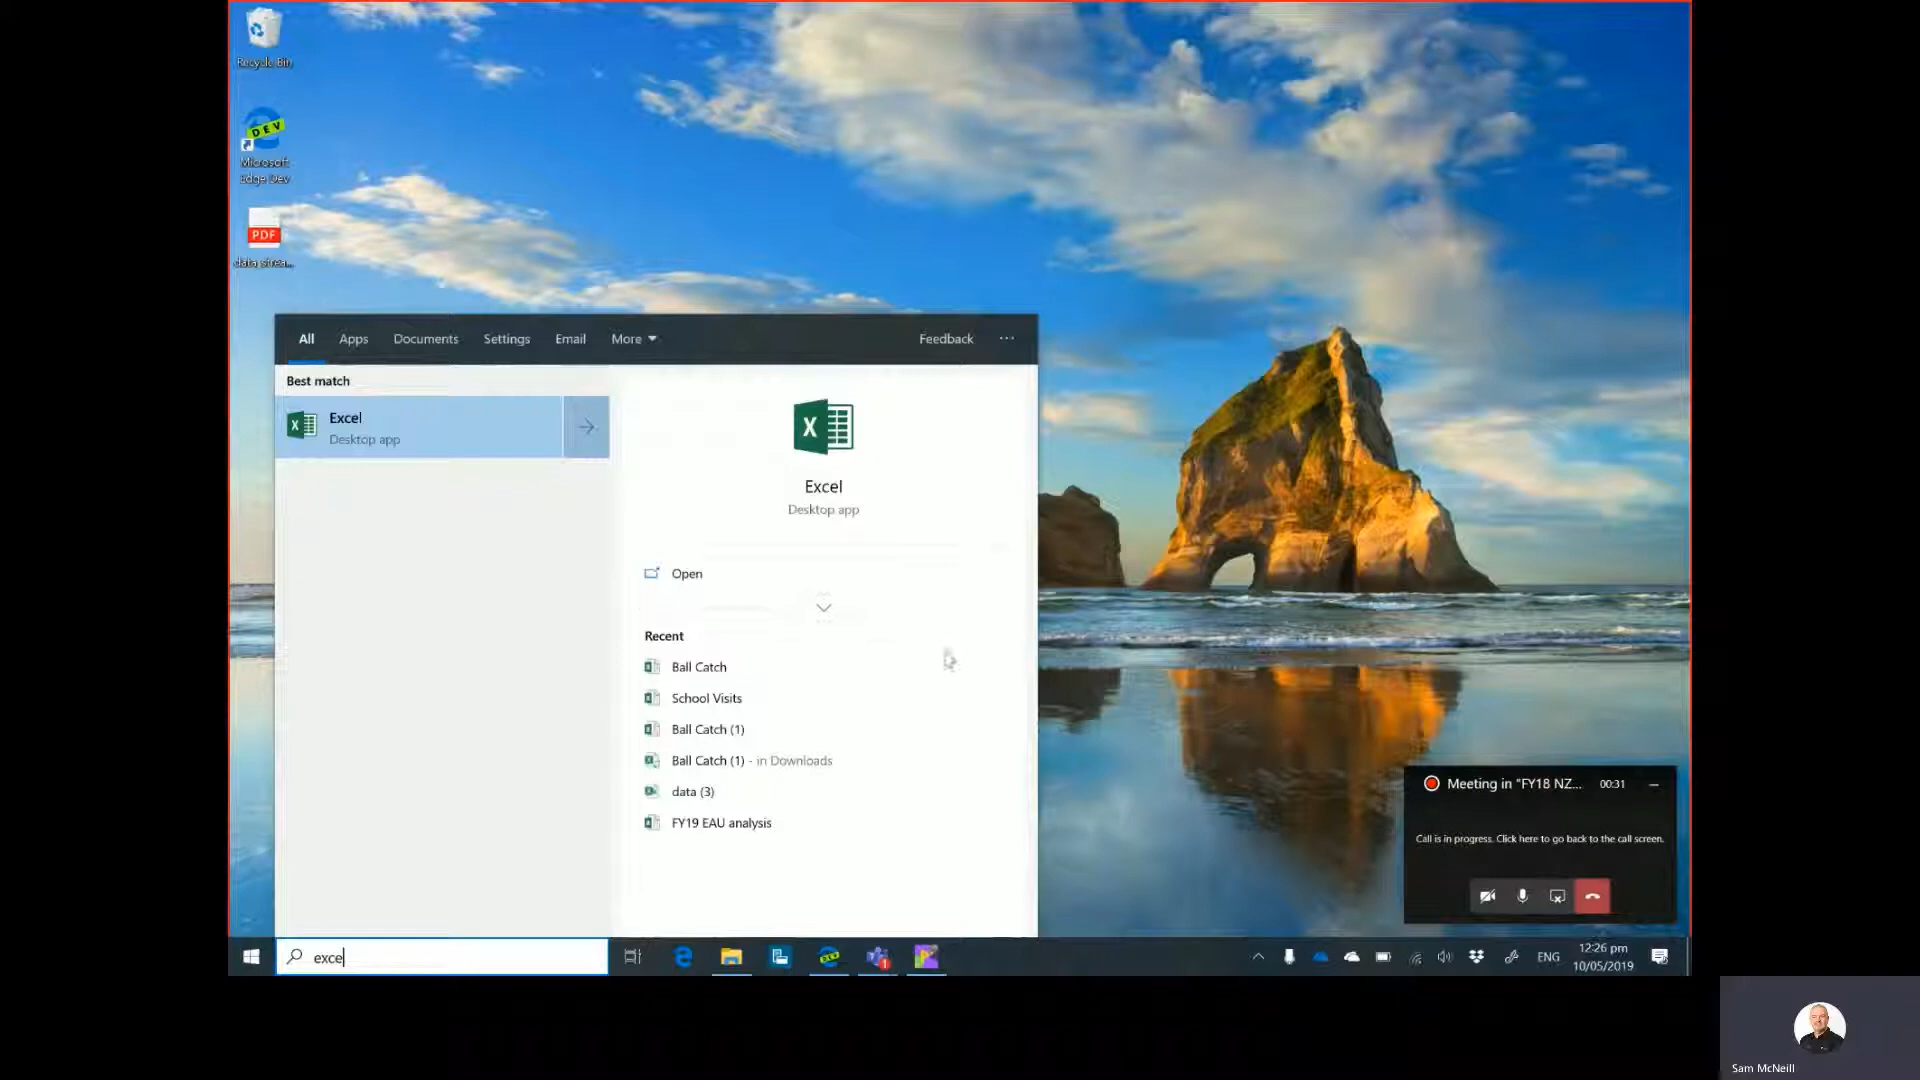 Recycle Bin
DEV
Microsoft
Edge Dev
PDF
data strea...
All Apps Documents Settings Email More Feedback ...
Best match
Excel
Desktop app
Excel
Desktop app
Open
Recent
Ball Catch
School Visits
Ball Catch (1)
Ball Catch (1) - in Downloads
data (3)
FY19 EAU analysis
Meeting in "FY18 NZ... 00:31
Call is in progress. Click here to go back to the call screen.
exce
ENG
12:26 pm
10/05/2019
Sam McNeill